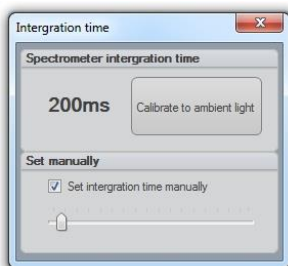 Intergration time
Spectrometer intergration time
200ms
Calibrate to ambient light
Set manually
Set intergration time manually